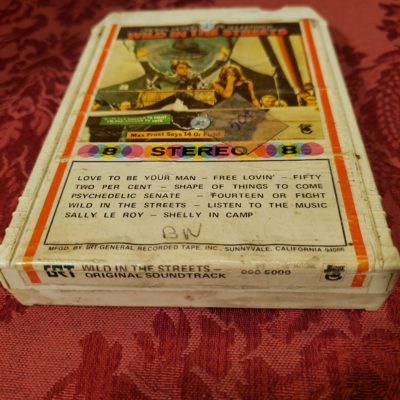 WILD IN THE STREETS
Max Frost Says 14 Or Fight!
8 STEREO 8
LOVE TO BE YOUR MAN – FREE LOVIN' – FIFTY
TWO PER CENT – SHAPE OF THINGS TO COME
PSYCHEDELIC SENATE – FOURTEEN OR FIGHT
WILD IN THE STREETS – LISTEN TO THE MUSIC
SALLY LE ROY – SHELLY IN CAMP
BN
MFG. BY GRT GENERAL RECORDED TAPE, INC., SUNNYVALE, CALIFORNIA 94086
GRT WILD IN THE STREETS –
ORIGINAL SOUNDTRACK